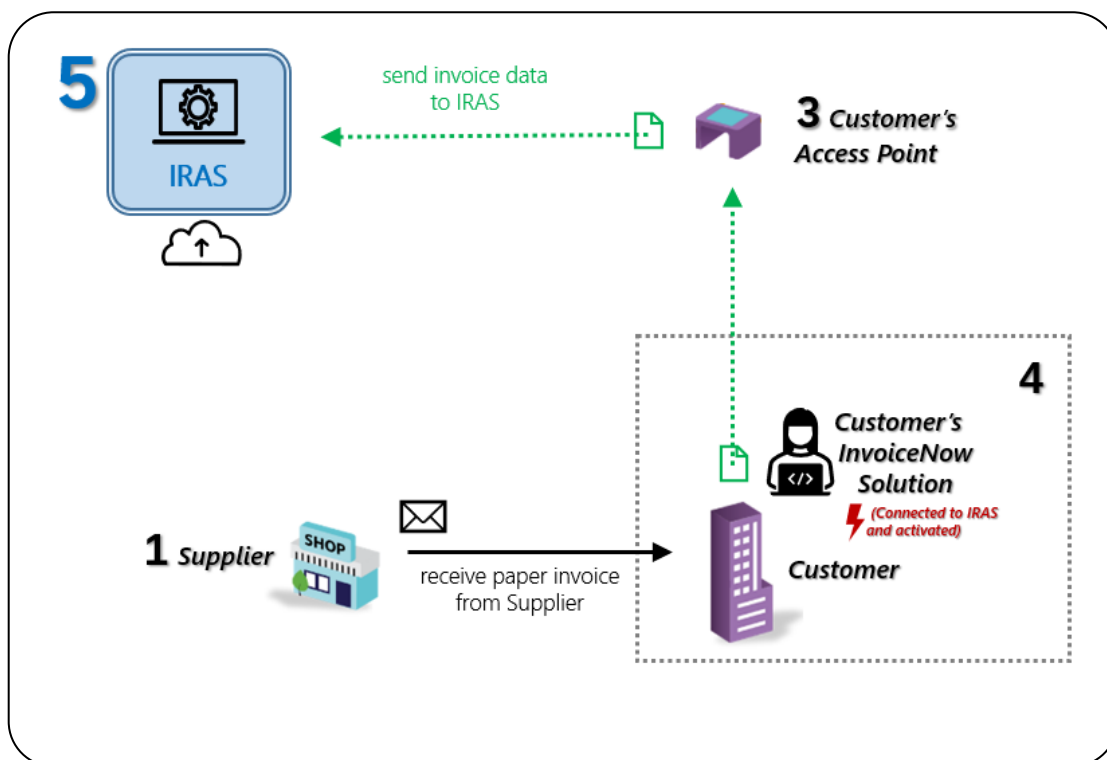 5
IRAS
send invoice data
to IRAS
3 Customer's
Access Point
4
Customer's
InvoiceNow
Solution
(Connected to IRAS
and activated)
Customer
1 Supplier
SHOP
receive paper invoice
from Supplier